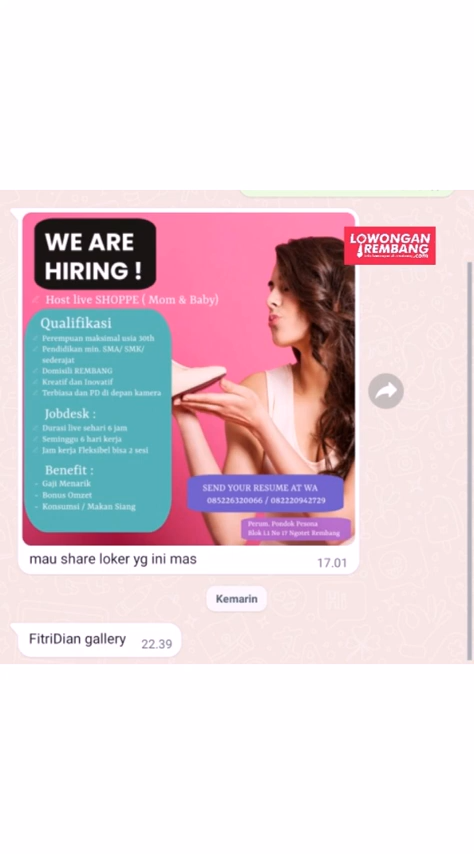 LOWONGAN
REMBANG
.com
WE ARE
HIRING !
Host live SHOPPE ( Mom & Baby)
Qualifikasi
Perempuan maksimal usia 30th
Pendidikan min. SMA/ SMK/
sederajat
Domisili REMBANG
Kreatif dan Inovatif
Terbiasa dan PD di depan kamera
Jobdesk :
Durasi live sehari 6 jam
Seminggu 6 hari kerja
Jam kerja Fleksibel bisa 2 sesi
Benefit :
- Gaji Menarik
- Bonus Omzet
- Konsumsi / Makan Siang
SEND YOUR RESUME AT WA
085226320066 / 082220942729
Perum. Pondok Pesona
Blok No 17 Ngotet Rembang
mau share loker yg ini mas
17.01
Kemarin
FitriDian gallery
22.39